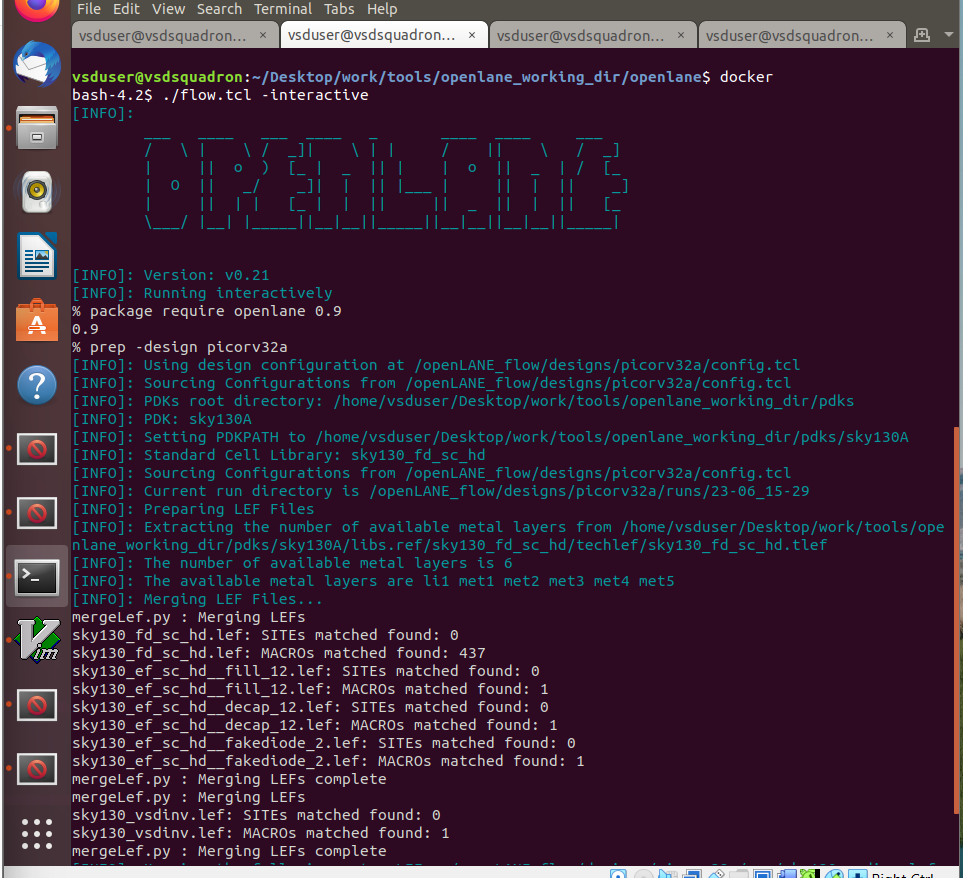 File Edit View Search Terminal Tabs Help
vsduser@vsdsquadron... × vsduser@vsdsquadron... × vsduser@vsdsquadron... × vsduser@vsdsquadron... ×
vsduser@vsdsquadron:~/Desktop/work/tools/openlane_working_dir/openlane$ docker
bash-4.2$ ./flow.tcl -interactive
[INFO]:
OPENLANE
[INFO]: Version: v0.21
[INFO]: Running interactively
% package require openlane 0.9
0.9
% prep -design picorv32a
[INFO]: Using design configuration at /openLANE_flow/designs/picorv32a/config.tcl
[INFO]: Sourcing Configurations from /openLANE_flow/designs/picorv32a/config.tcl
[INFO]: PDKs root directory: /home/vsduser/Desktop/work/tools/openlane_working_dir/pdks
[INFO]: PDK: sky130A
[INFO]: Setting PDKPATH to /home/vsduser/Desktop/work/tools/openlane_working_dir/pdks/sky130A
[INFO]: Standard Cell Library: sky130_fd_sc_hd
[INFO]: Sourcing Configurations from /openLANE_flow/designs/picorv32a/config.tcl
[INFO]: Current run directory is /openLANE_flow/designs/picorv32a/runs/23-06_15-29
[INFO]: Preparing LEF Files
[INFO]: Extracting the number of available metal layers from /home/vsduser/Desktop/work/tools/ope
nlane_working_dir/pdks/sky130A/libs.ref/sky130_fd_sc_hd/techlef/sky130_fd_sc_hd.tlef
[INFO]: The number of available metal layers is 6
[INFO]: The available metal layers are li1 met1 met2 met3 met4 met5
[INFO]: Merging LEF Files...
mergeLef.py : Merging LEFs
sky130_fd_sc_hd.lef: SITEs matched found: 0
sky130_fd_sc_hd.lef: MACROs matched found: 437
sky130_ef_sc_hd__fill_12.lef: SITEs matched found: 0
sky130_ef_sc_hd__fill_12.lef: MACROs matched found: 1
sky130_ef_sc_hd__decap_12.lef: SITEs matched found: 0
sky130_ef_sc_hd__decap_12.lef: MACROs matched found: 1
sky130_ef_sc_hd__fakediode_2.lef: SITEs matched found: 0
sky130_ef_sc_hd__fakediode_2.lef: MACROs matched found: 1
mergeLef.py : Merging LEFs complete
mergeLef.py : Merging LEFs
sky130_vsdinv.lef: SITEs matched found: 0
sky130_vsdinv.lef: MACROs matched found: 1
mergeLef.py : Merging LEFs complete
Right Ctrl